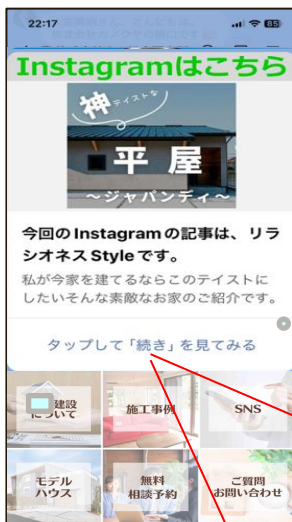 22:17
65
Instagramはこちら
神テイストな
平屋
～ジャパンディ～
今回のInstagramの記事は、リラ
シオネスStyleです。
私が今家を建てるならこのテイストに
したいそんな素敵なお家のご紹介です。
タップして「続き」を見てみる
建設
について
施工事例
SNS
モデル
ハウス
無料
相談予約
ご質問
お問い合わせ